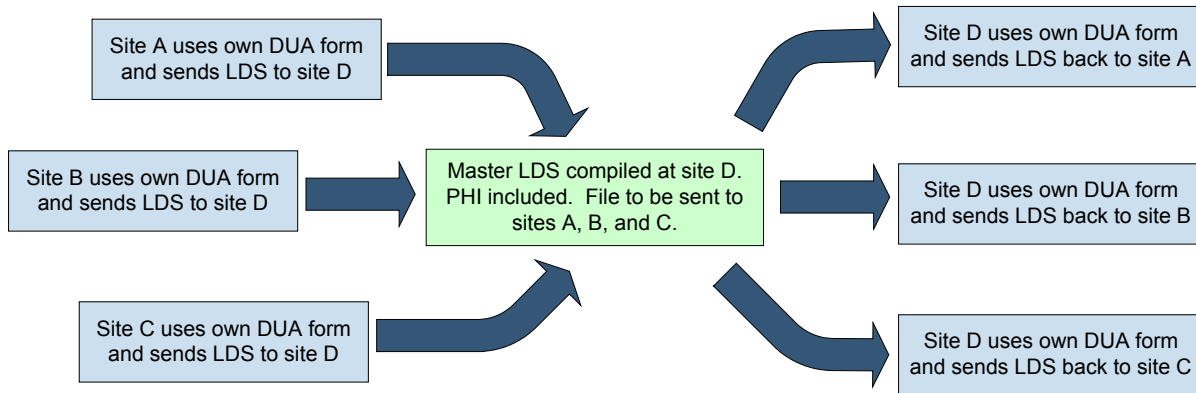 Site A uses own DUA form
and sends LDS to site D
Site B uses own DUA form
and sends LDS to site D
Site C uses own DUA form
and sends LDS to site D
Master LDS compiled at site D.
PHI included.  File to be sent to
sites A, B, and C.
Site D uses own DUA form
and sends LDS back to site A
Site D uses own DUA form
and sends LDS back to site B
Site D uses own DUA form
and sends LDS back to site C